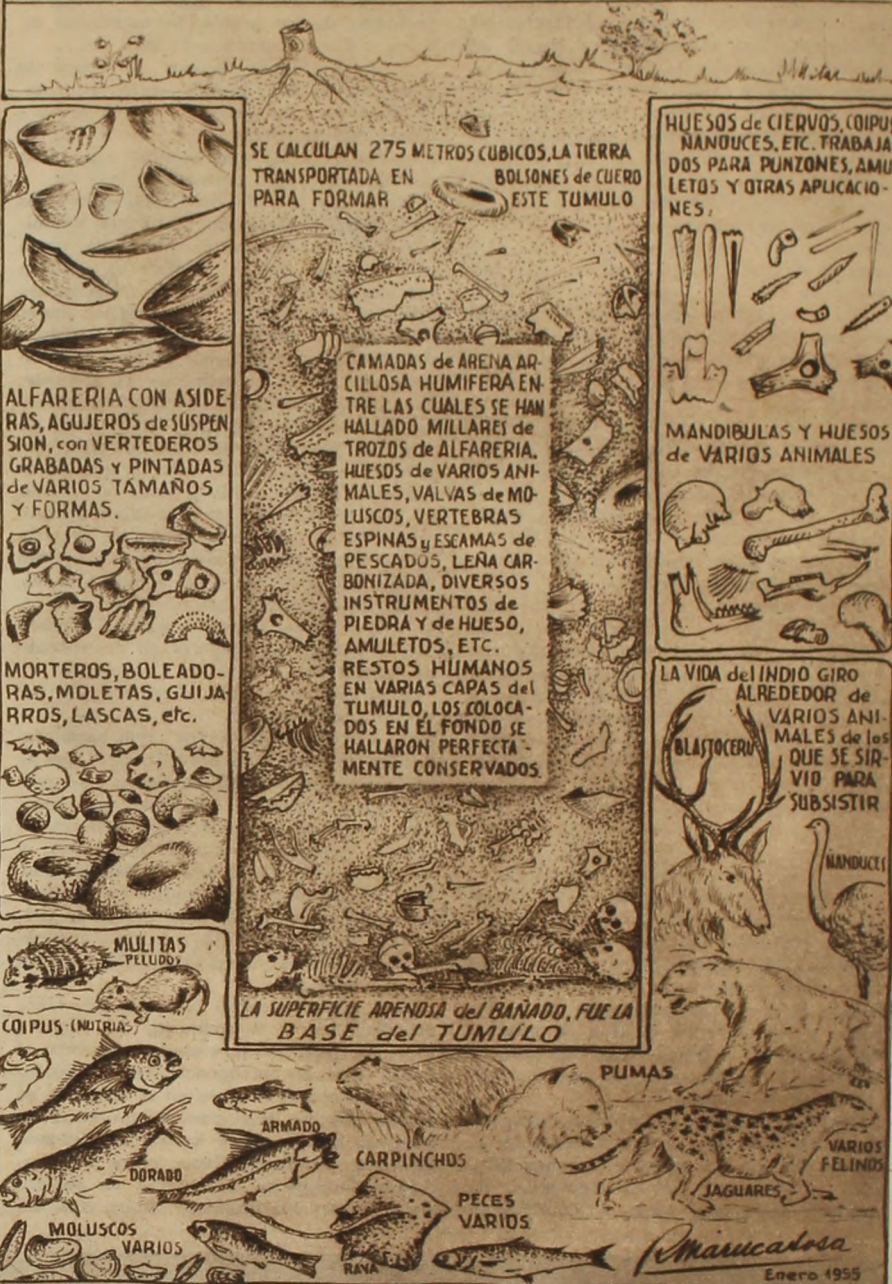 SE CALCULAN 275 METROS CUBICOS, LA TIERRA
TRANSPORTADA EN BOLSONES de CUERO
PARA FORMAR ESTE TUMULO
ALFARERIA CON ASIDE-
RAS, AGUJEROS de SUSPEN
SION, con VERTEDEROS
GRABADAS Y PINTADAS
de VARIOS TAMAÑOS
Y FORMAS.
MORTEROS, BOLEADO-
RAS, MOLETAS, GUIJA-
RROS, LASCAS, etc.
CAMADAS de ARENA AR-
CILLOSA HUMIFERA EN-
TRE LAS CUALES SE HAN
HALLADO MILLARES de
TROZOS de ALFARERIA.
HUESOS de VARIOS ANI-
MALES, VALVAS de MO-
LUSCOS, VERTEBRAS
ESPINAS y ESCAMAS de
PESCADOS, LEÑA CAR-
BONIZADA, DIVERSOS
INSTRUMENTOS de
PIEDRA Y de HUESO,
AMULETOS, ETC.
RESTOS HUMANOS
EN VARIAS CAPAS del
TUMULO, LOS COLOCA-
DOS EN EL FONDO SE
HALLARON PERFECTA-
MENTE CONSERVADOS.
LA SUPERFICIE ARENOSA del BAÑADO, FUE LA
BASE del TUMULO
HUESOS de CIERVOS, COIPUS
ÑANDUCES, ETC. TRABAJA
DOS PARA PUNZONES, AMU
LETOS Y OTRAS APLICACIO-
NES.
MANDIBULAS Y HUESOS
de VARIOS ANIMALES
LA VIDA del INDIO GIRO
ALREDEDOR de
VARIOS ANI-
MALES de los
QUE SE SIR-
VIO PARA
SUBSISTIR
BLASTOCERU
ÑANDUCES
MULITAS
PELUDOS
COIPUS (NUTRIAS)
ARMADO
DORADO
MOLUSCOS
VARIOS
CARPINCHOS
PUMAS
PECES
VARIOS
RAYA
JAGUARES
VARIOS
FELINOS
Enero 1955